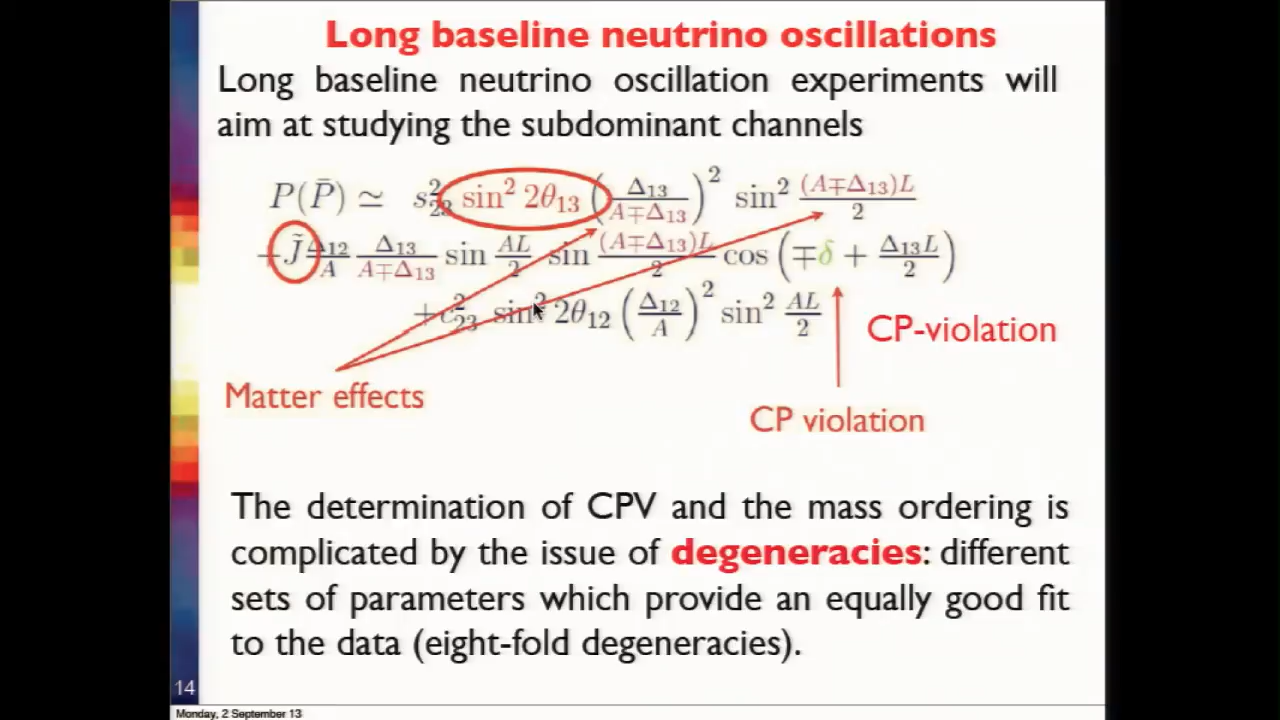 Long baseline neutrino oscillations
Long baseline neutrino oscillation experiments will
aim at studying the subdominant channels
P(P̄) ≃ s²₂₃ sin² 2θ₁₃ (Δ₁₃/(A∓Δ₁₃))² sin² ((A∓Δ₁₃)L/2)
+J̃ Δ₁₂/A Δ₁₃/(A∓Δ₁₃) sin AL/2 sin ((A∓Δ₁₃)L/2) cos (∓δ + Δ₁₃L/2)
+c²₂₃ sin² 2θ₁₂ (Δ₁₂/A)² sin² AL/2
CP-violation
Matter effects
CP violation
The determination of CPV and the mass ordering is
complicated by the issue of degeneracies: different
sets of parameters which provide an equally good fit
to the data (eight-fold degeneracies).
14
Monday, 2 September 13